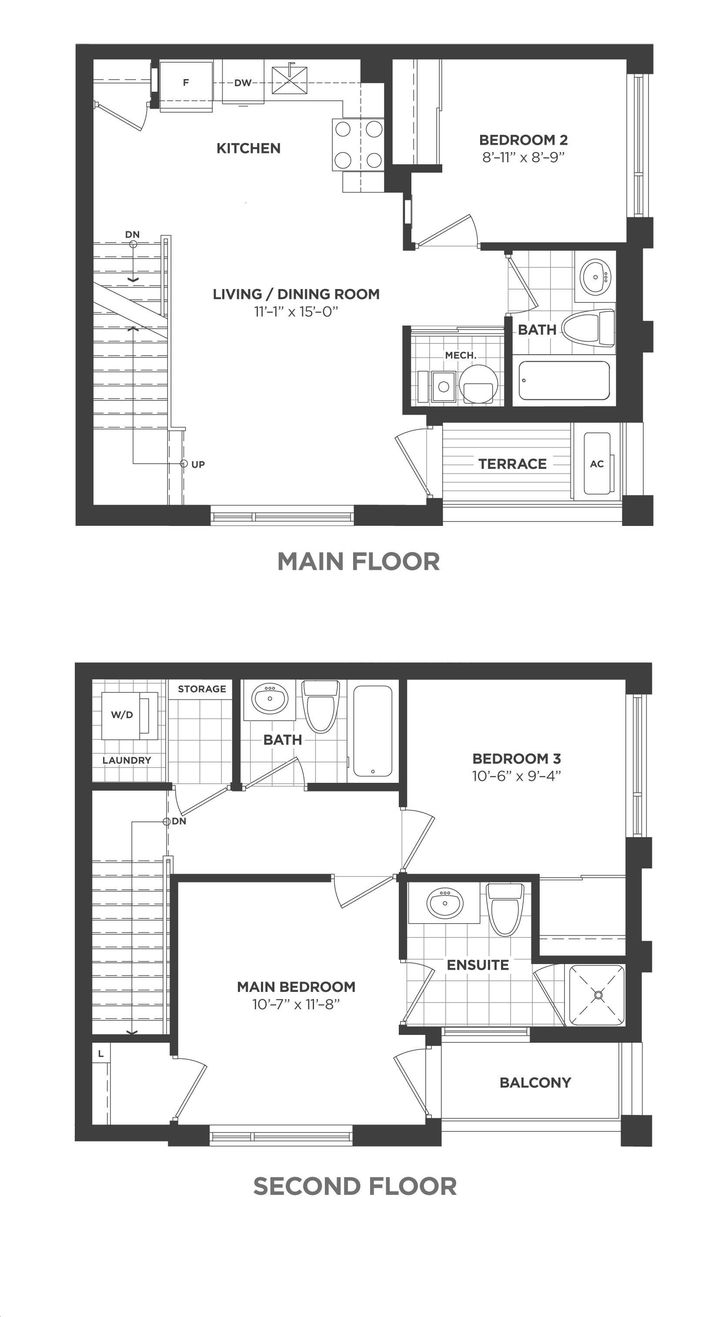 F
DW
KITCHEN
BEDROOM 2
8’-11” x 8’-9”
DN
LIVING / DINING ROOM
11’-1” x 15’-0”
BATH
MECH.
UP
TERRACE
AC
MAIN FLOOR
STORAGE
W/D
LAUNDRY
BATH
BEDROOM 3
10’-6” x 9’-4”
DN
ENSUITE
MAIN BEDROOM
10’-7” x 11’-8”
L
BALCONY
SECOND FLOOR